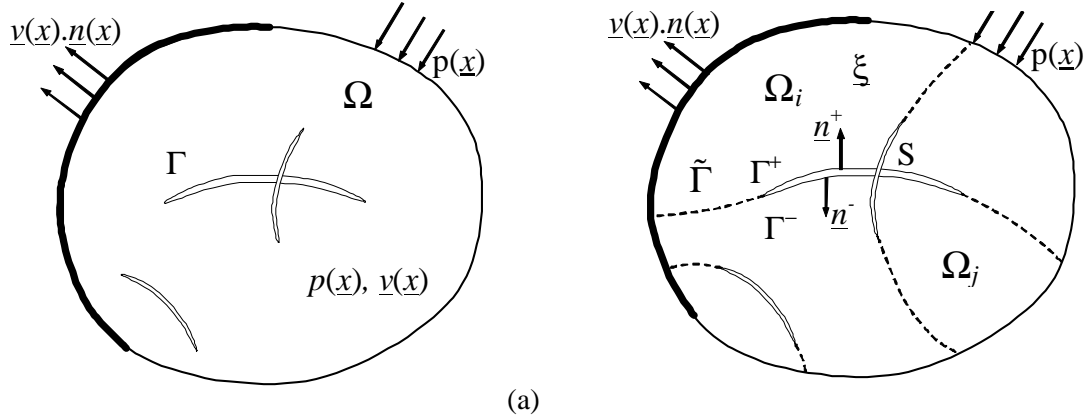 v(x).n(x)
p(x)
Ω
Γ
p(x), v(x)
v(x).n(x)
p(x)
Ωi
ξ
n+
S
Γ̃
Γ+
Γ−
n-
Ωj
(a)